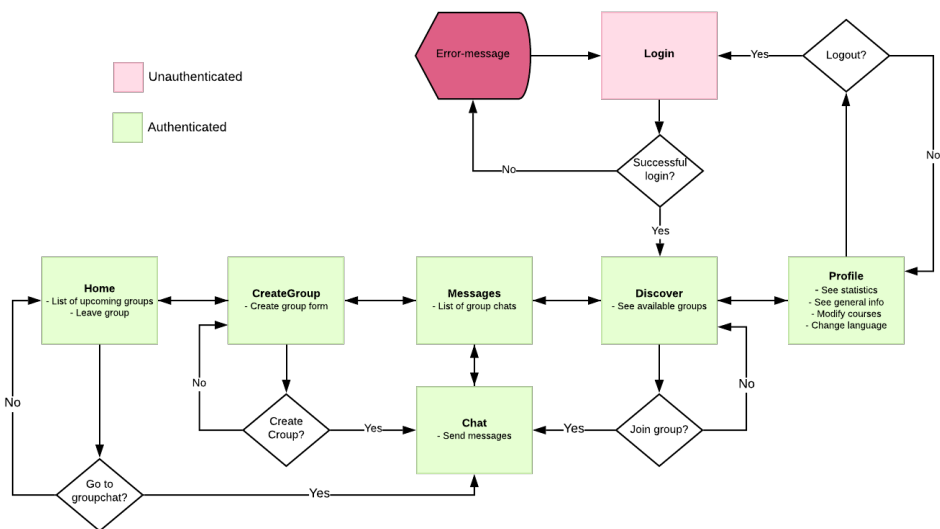 Error-message
Login
Yes
Logout?
Unauthenticated
Authenticated
No
Successful
login?
No
Yes
Home
- List of upcoming groups
- Leave group
CreateGroup
- Create group form
Messages
- List of group chats
Discover
- See available groups
Profile
- See statistics
- See general info
- Modify courses
- Change language
No
No
No
Create
Croup?
Yes
Chat
- Send messages
Yes
Join group?
Go to
groupchat?
Yes